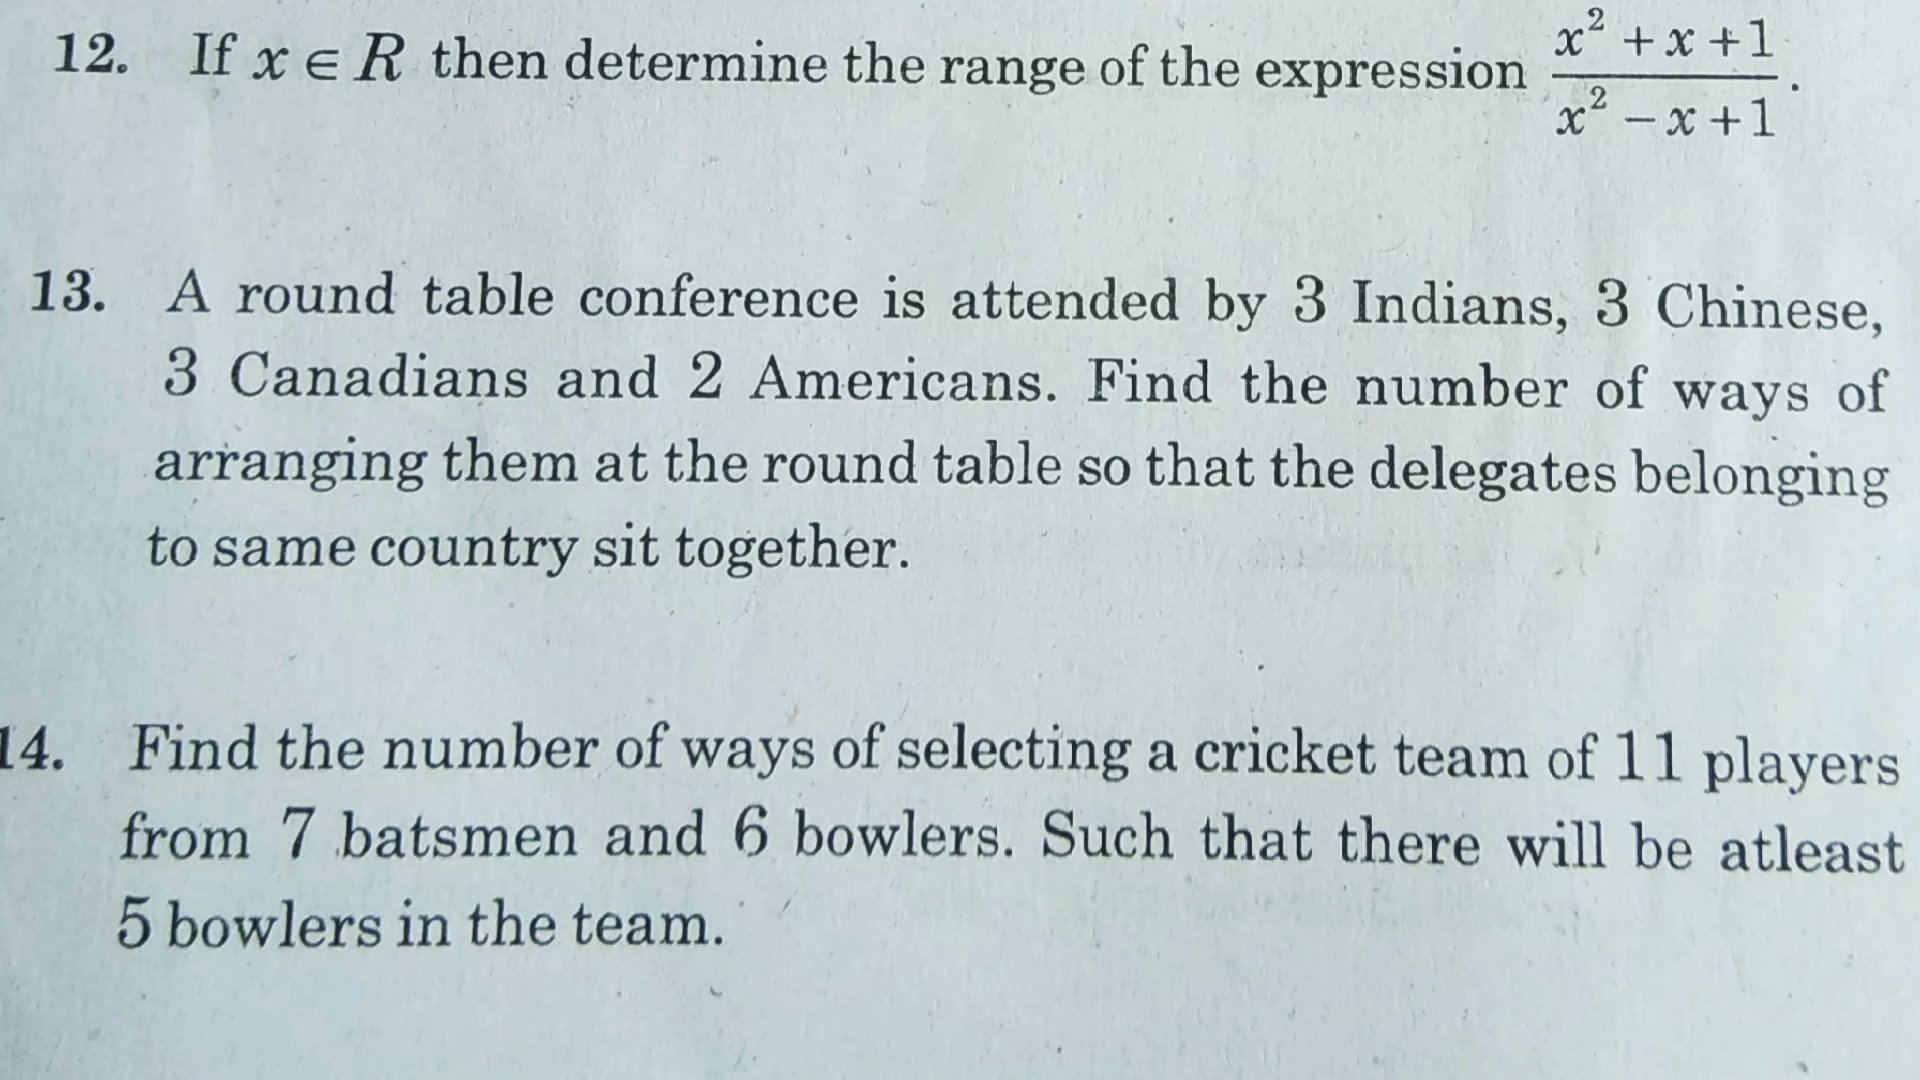 12. If x ∈ R then determine the range of the expression \frac{x^2 + x + 1}{x^2 - x + 1}.
13. A round table conference is attended by 3 Indians, 3 Chinese,
3 Canadians and 2 Americans. Find the number of ways of
arranging them at the round table so that the delegates belonging
to same country sit together.
14. Find the number of ways of selecting a cricket team of 11 players
from 7 batsmen and 6 bowlers. Such that there will be atleast
5 bowlers in the team.